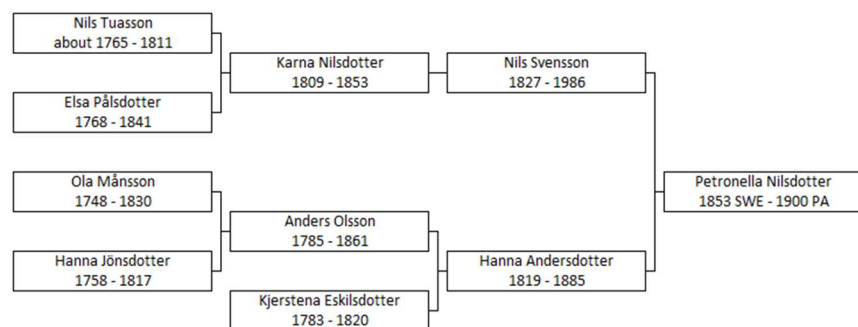 Nils Tuasson
about 1765 - 1811
Karna Nilsdotter
1809 - 1853
Nils Svensson
1827 - 1986
Elsa Pålsdotter
1768 - 1841
Ola Månsson
1748 - 1830
Petronella Nilsdotter
1853 SWE - 1900 PA
Anders Olsson
1785 - 1861
Hanna Jönsdotter
1758 - 1817
Hanna Andersdotter
1819 - 1885
Kjerstena Eskilsdotter
1783 - 1820